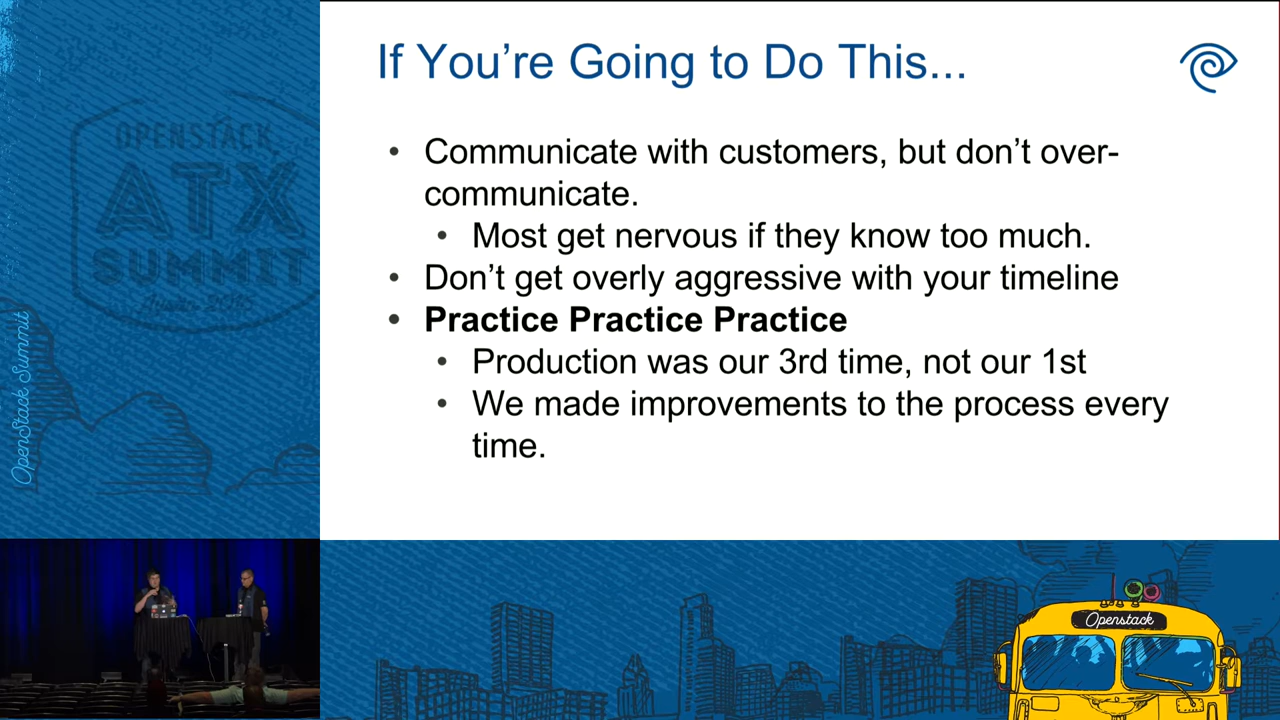 If You're Going to Do This...
• Communicate with customers, but don't over-
communicate.
• Most get nervous if they know too much.
• Don't get overly aggressive with your timeline
• Practice Practice Practice
• Production was our 3rd time, not our 1st
• We made improvements to the process every
time.
OPENSTACK
ATX
SUMMIT
OpenStack Summit
Openstack